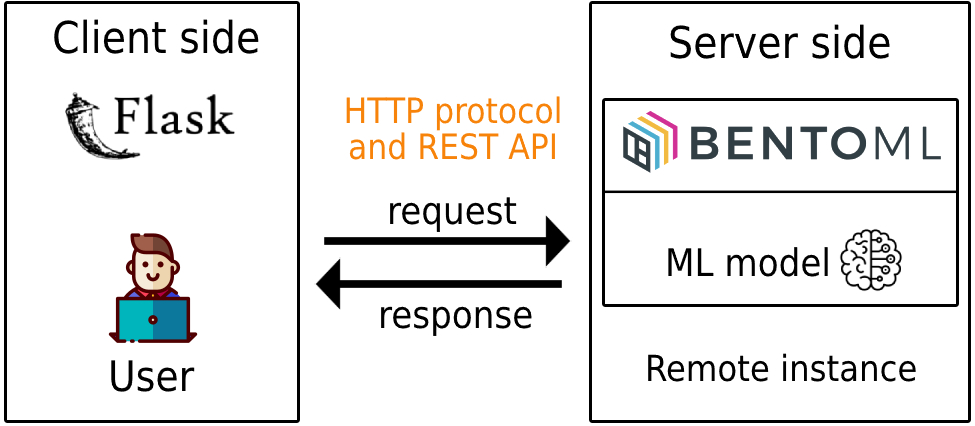 Client side
Flask
User
HTTP protocol
and REST API
request
response
Server side
BENTOML
ML model
Remote instance